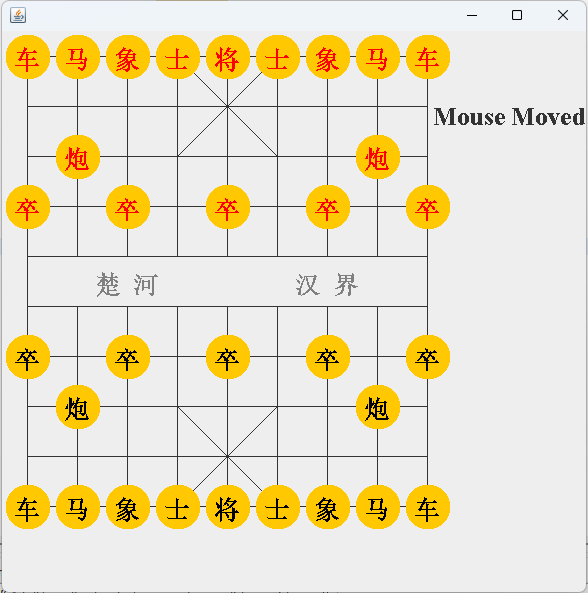 车 马 象 士 将 士 象 马 车
Mouse Moved
炮 炮
卒 卒 卒 卒 卒
楚 河 汉 界
卒 卒 卒 卒 卒
炮 炮
车 马 象 士 将 士 象 马 车